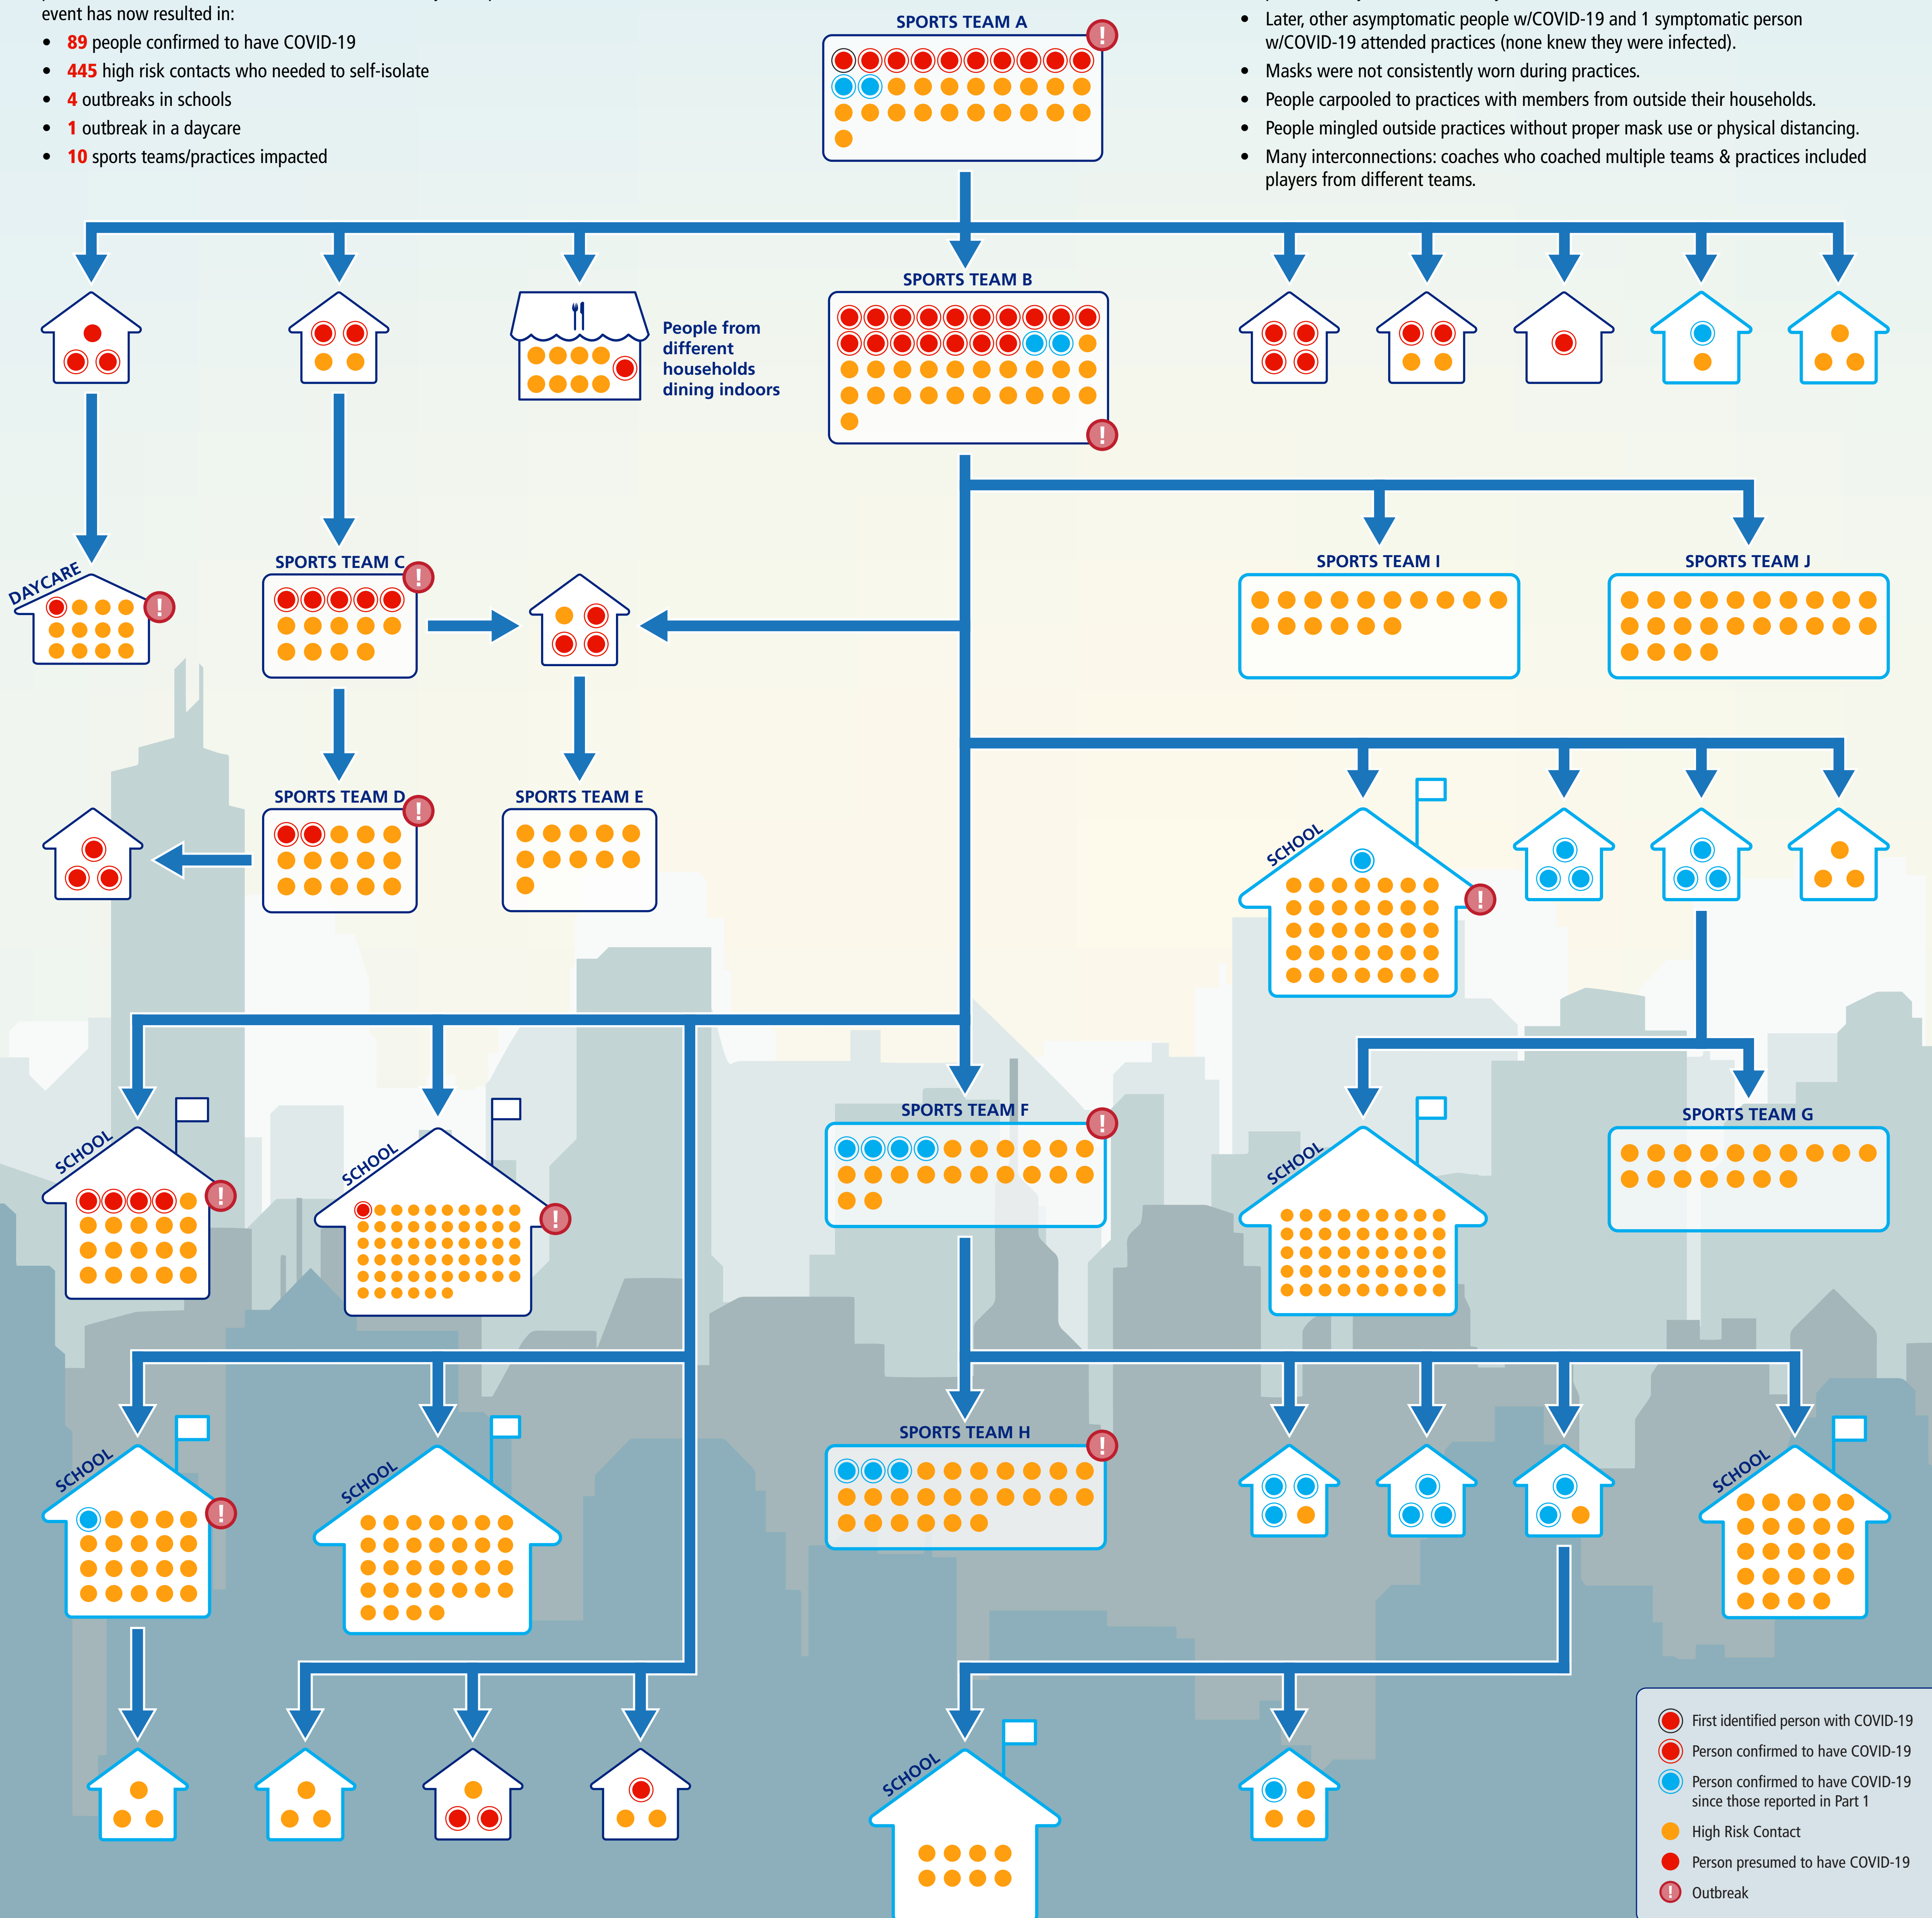 event has now resulted in:
• 89 people confirmed to have COVID-19
• 445 high risk contacts who needed to self-isolate
• 4 outbreaks in schools
• 1 outbreak in a daycare
• 10 sports teams/practices impacted
• Later, other asymptomatic people w/COVID-19 and 1 symptomatic person
w/COVID-19 attended practices (none knew they were infected).
• Masks were not consistently worn during practices.
• People carpooled to practices with members from outside their households.
• People mingled outside practices without proper mask use or physical distancing.
• Many interconnections: coaches who coached multiple teams & practices included
players from different teams.
SPORTS TEAM A
!
SPORTS TEAM B
!
People from
different
households
dining indoors
DAYCARE
!
SPORTS TEAM C
!
SPORTS TEAM I
SPORTS TEAM J
SPORTS TEAM D
!
SPORTS TEAM E
SCHOOL
!
SCHOOL
!
SCHOOL
!
SPORTS TEAM F
!
SCHOOL
SPORTS TEAM G
SCHOOL
!
SCHOOL
SPORTS TEAM H
!
SCHOOL
SCHOOL
First identified person with COVID-19
Person confirmed to have COVID-19
Person confirmed to have COVID-19
since those reported in Part 1
High Risk Contact
Person presumed to have COVID-19
! Outbreak